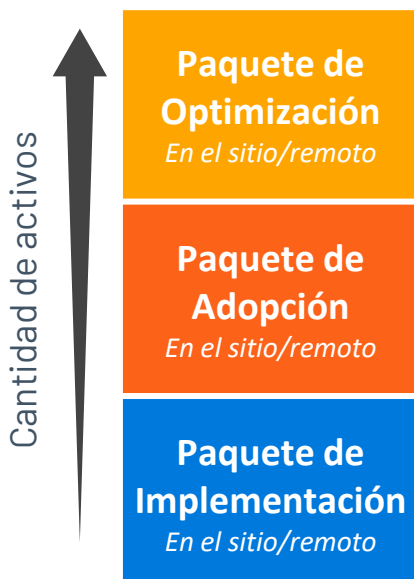 Cantidad de activos
Paquete de
Optimización
En el sitio/remoto
Paquete de
Adopción
En el sitio/remoto
Paquete de
Implementación
En el sitio/remoto